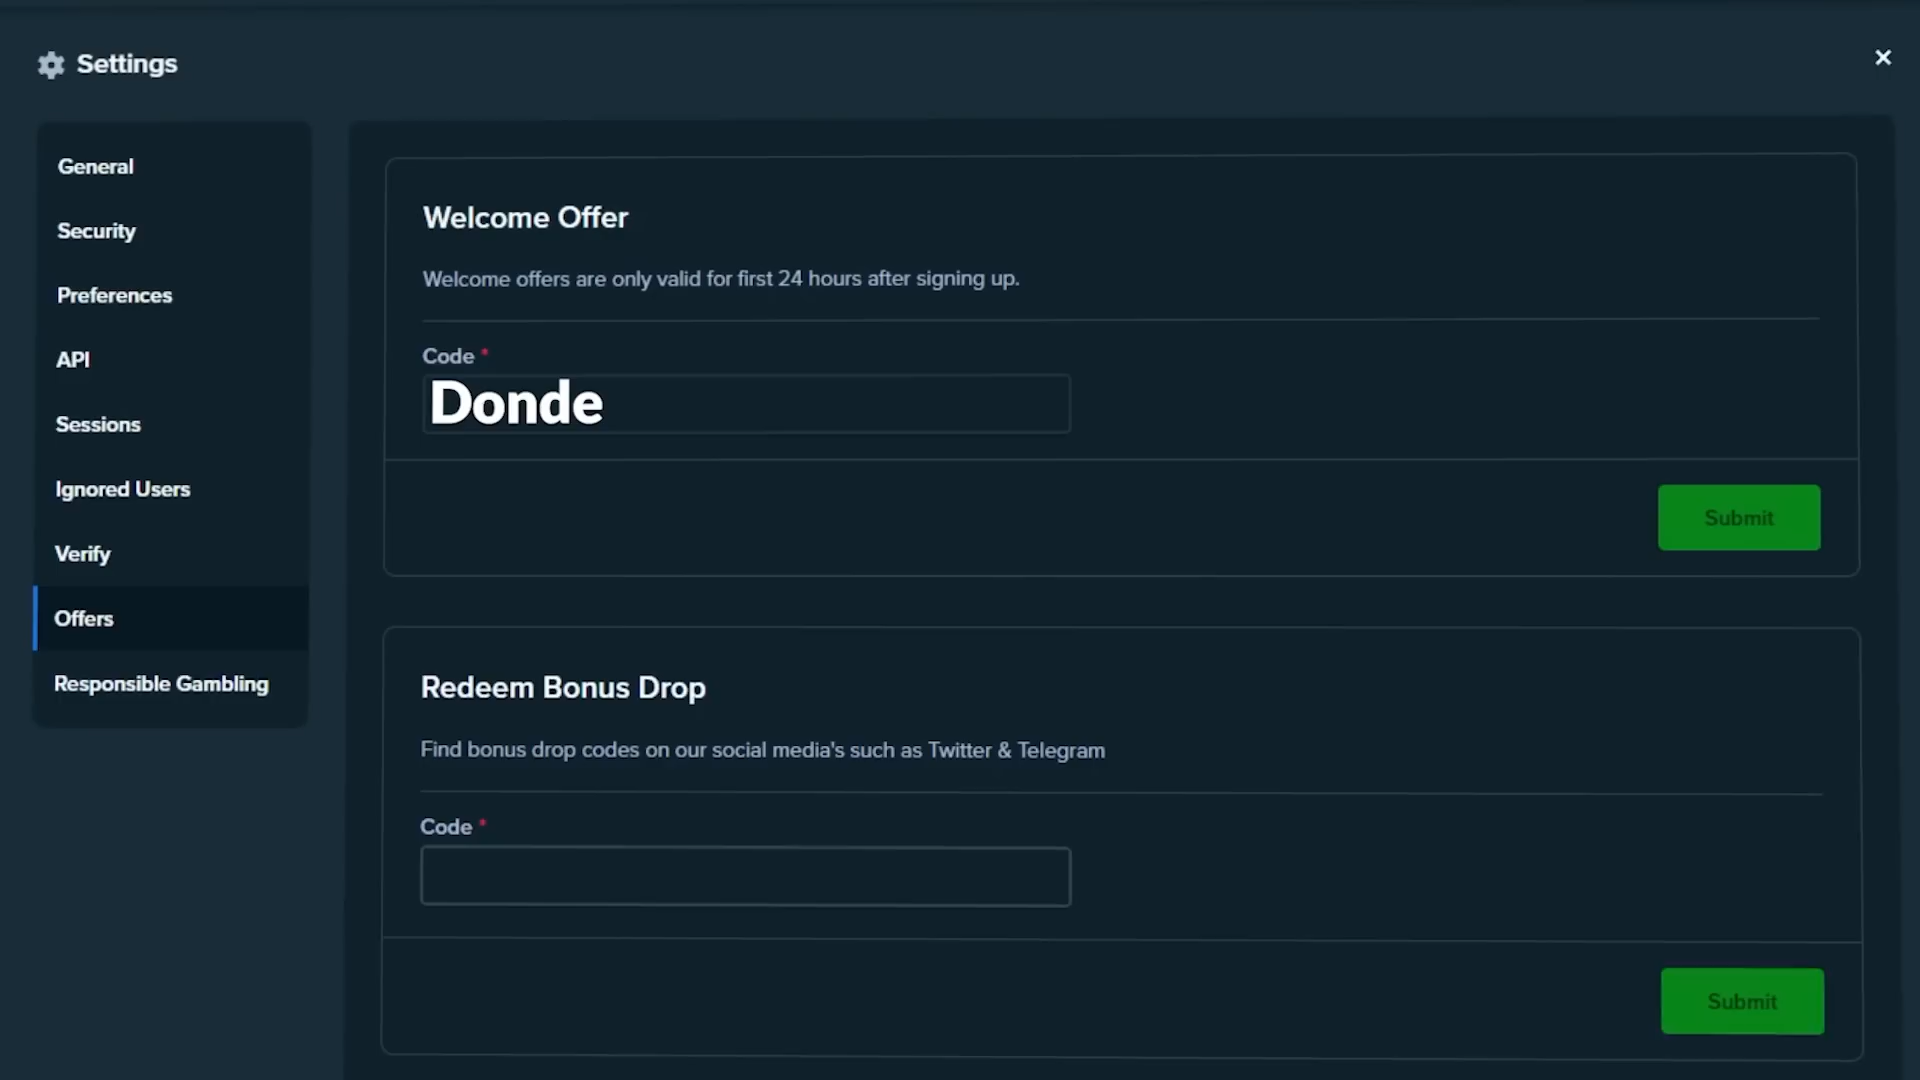 Settings
General
Security
Preferences
API
Sessions
Ignored Users
Verify
Offers
Responsible Gambling
Welcome Offer
Welcome offers are only valid for first 24 hours after signing up.
Code *
Donde
Submit
Redeem Bonus Drop
Find bonus drop codes on our social media's such as Twitter & Telegram
Code *
Submit